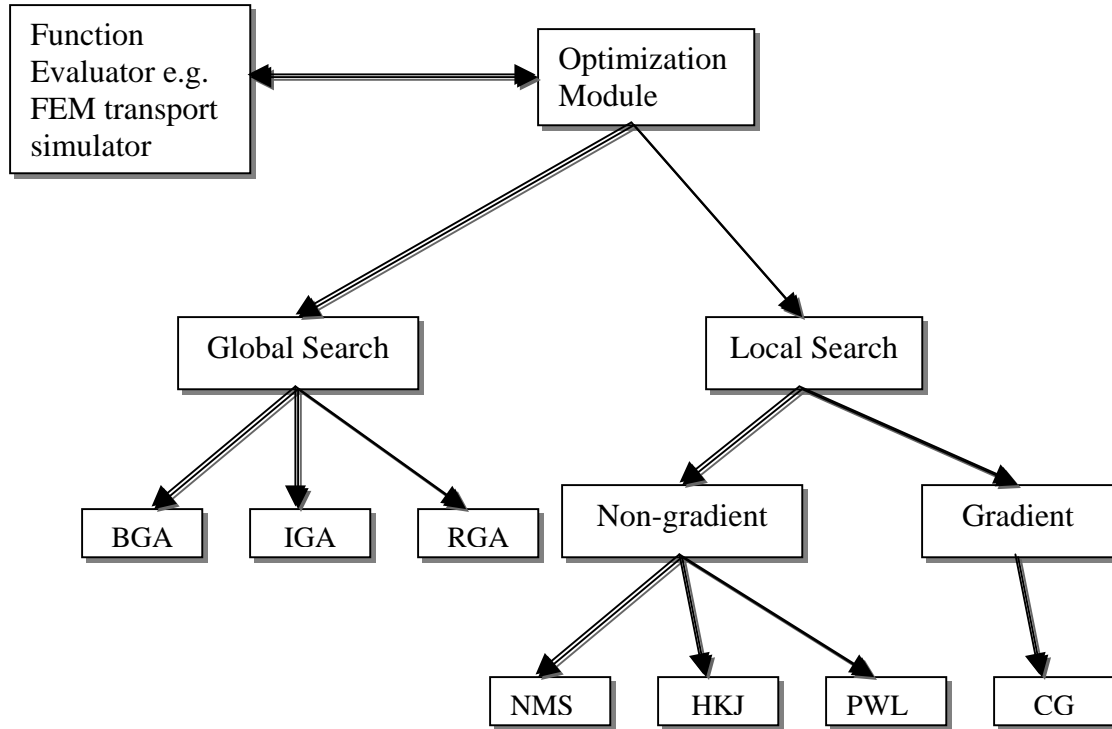 Function
Evaluator e.g.
FEM transport
simulator
Optimization
Module
Global Search
Local Search
BGA
IGA
RGA
Non-gradient
Gradient
NMS
HKJ
PWL
CG